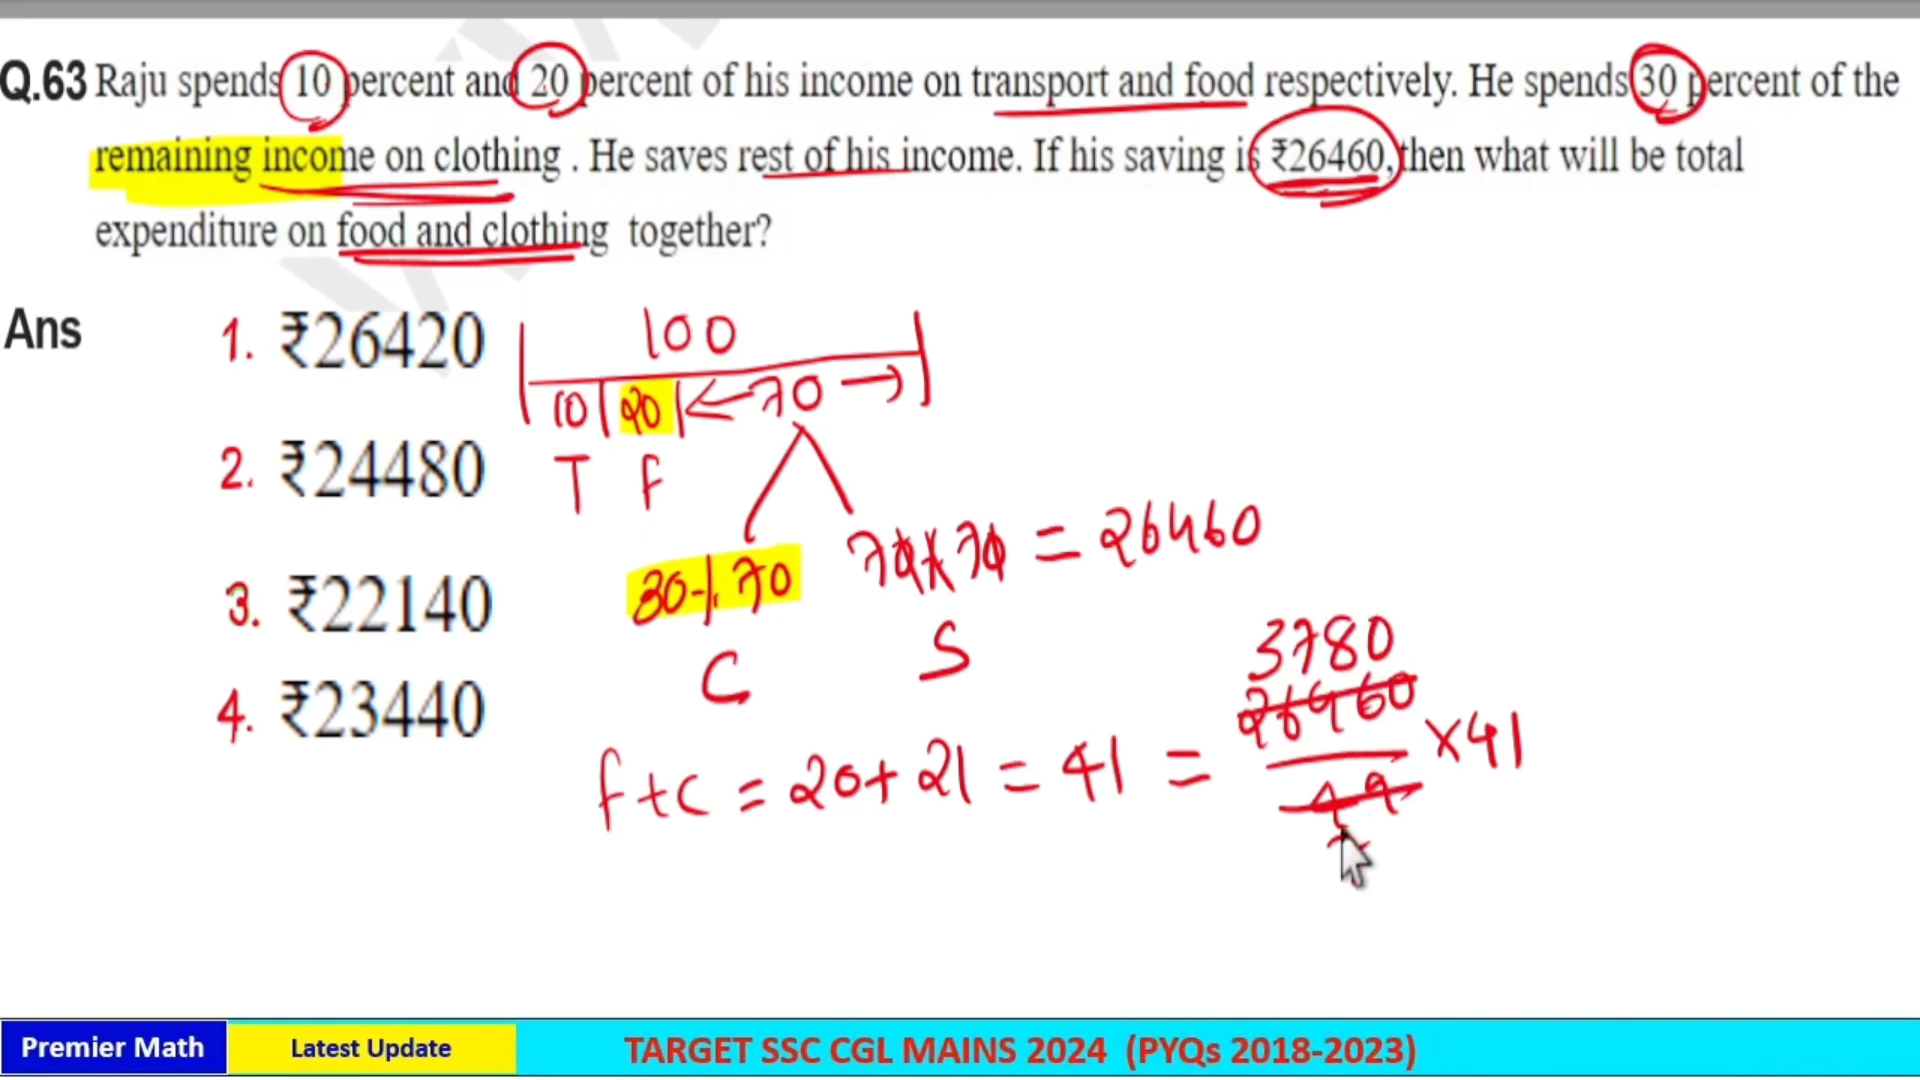 Q.63 Raju spends 10 percent and 20 percent of his income on transport and food respectively. He spends 30 percent of the
remaining income on clothing . He saves rest of his income. If his saving is ₹26460, then what will be total
expenditure on food and clothing together?
Ans
1. ₹26420
2. ₹24480
3. ₹22140
4. ₹23440
100
10 20 70
T F
30% 70 70 x 70 = 26460
C S
f + c = 20 + 21 = 41 = 26460 / 49 x 41
3780
7
Premier Math
Latest Update
TARGET SSC CGL MAINS 2024 (PYQs 2018-2023)